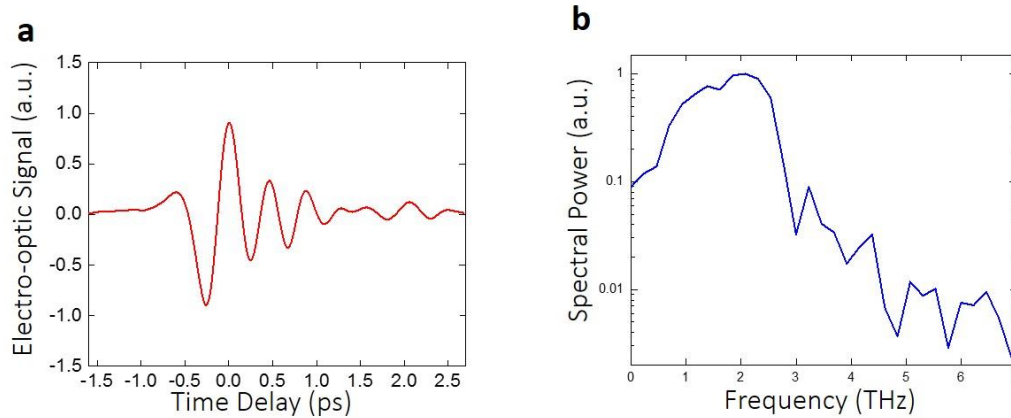 a
Electro-optic Signal (a.u.)
1.5
1.0
0.5
0.0
-0.5
-1.0
-1.5
-1.5 -1.0 -0.5 0.0 0.5 1.0 1.5 2.0 2.5
Time Delay (ps)
b
Spectral Power (a.u.)
1
0.1
0.01
0 1 2 3 4 5 6
Frequency (THz)